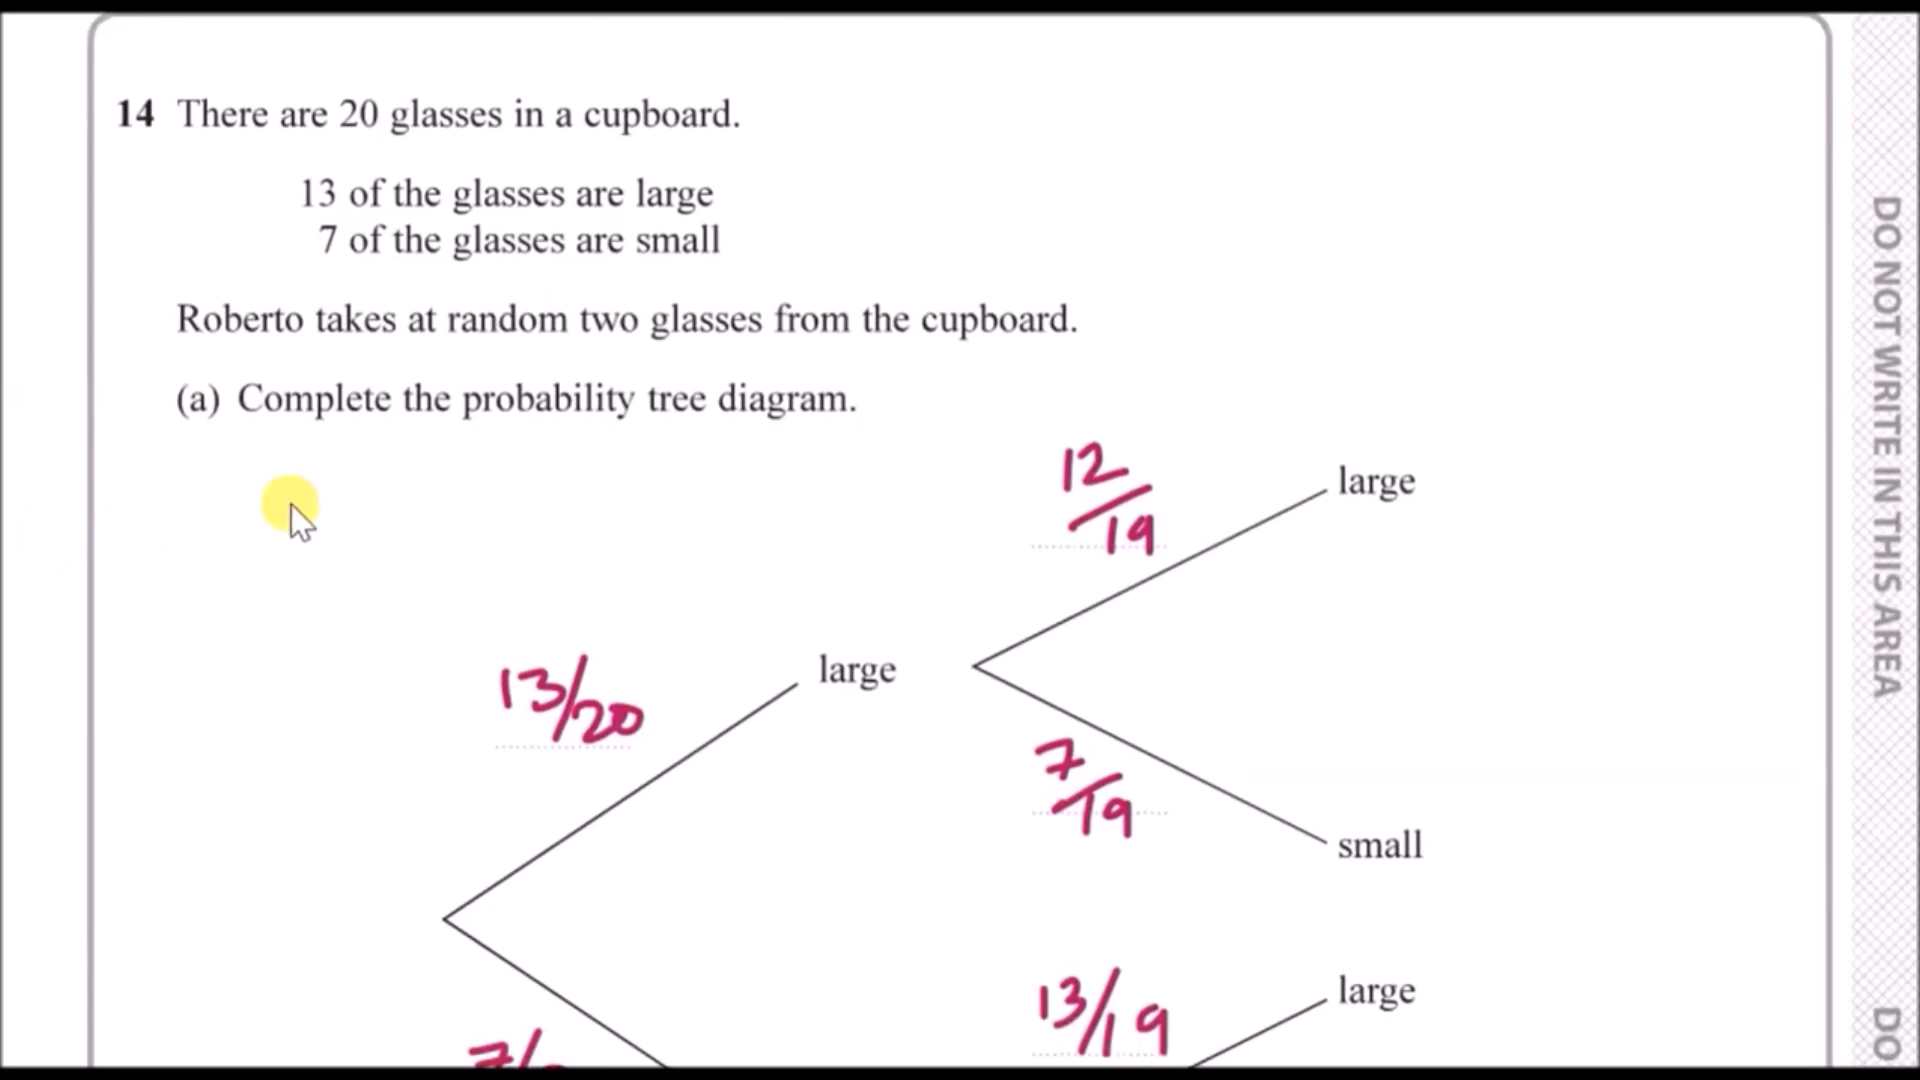 14 There are 20 glasses in a cupboard.
13 of the glasses are large
7 of the glasses are small
Roberto takes at random two glasses from the cupboard.
(a) Complete the probability tree diagram.
12/19
large
13/20
large
7/19
small
13/19
large
7/
DO NOT WRITE IN THIS AREA
DO